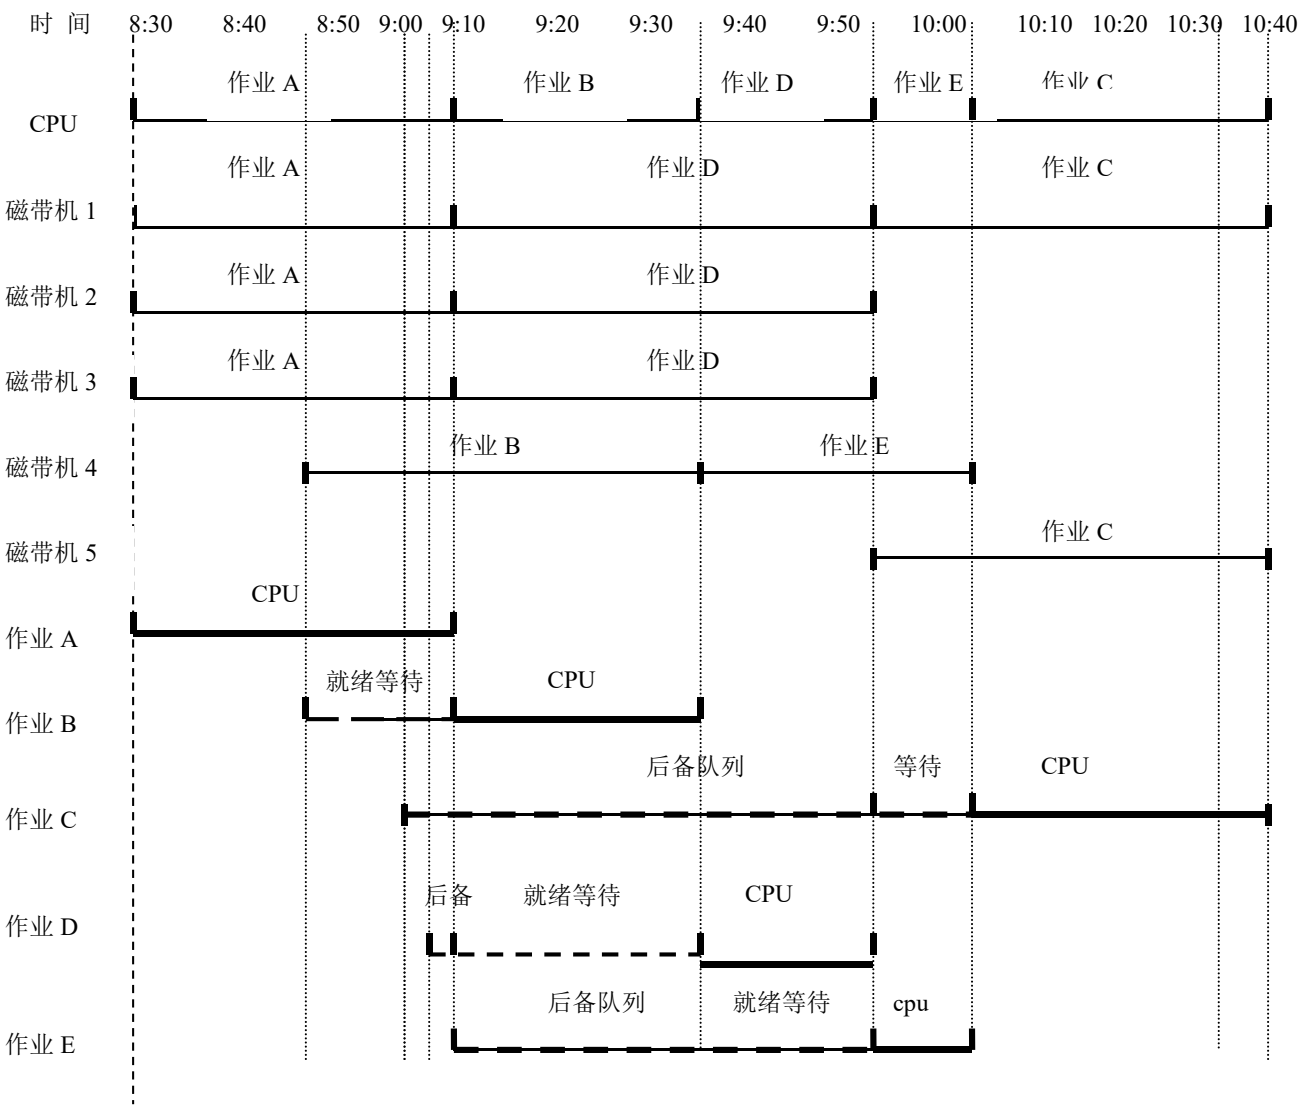 时 间 8:30 8:40 8:50 9:00 9:10 9:20 9:30 9:40 9:50 10:00 10:10 10:20 10:30 10:40
作业 A 作业 B 作业 D 作业 E 作业 C
CPU
作业 A 作业 D 作业 C
磁带机 1
作业 A 作业 D
磁带机 2
作业 A 作业 D
磁带机 3
作业 B 作业 E
磁带机 4
作业 C
磁带机 5
CPU
作业 A
就绪等待 CPU
作业 B
后备队列 等待 CPU
作业 C
后备 就绪等待 CPU
作业 D
后备队列 就绪等待 cpu
作业 E